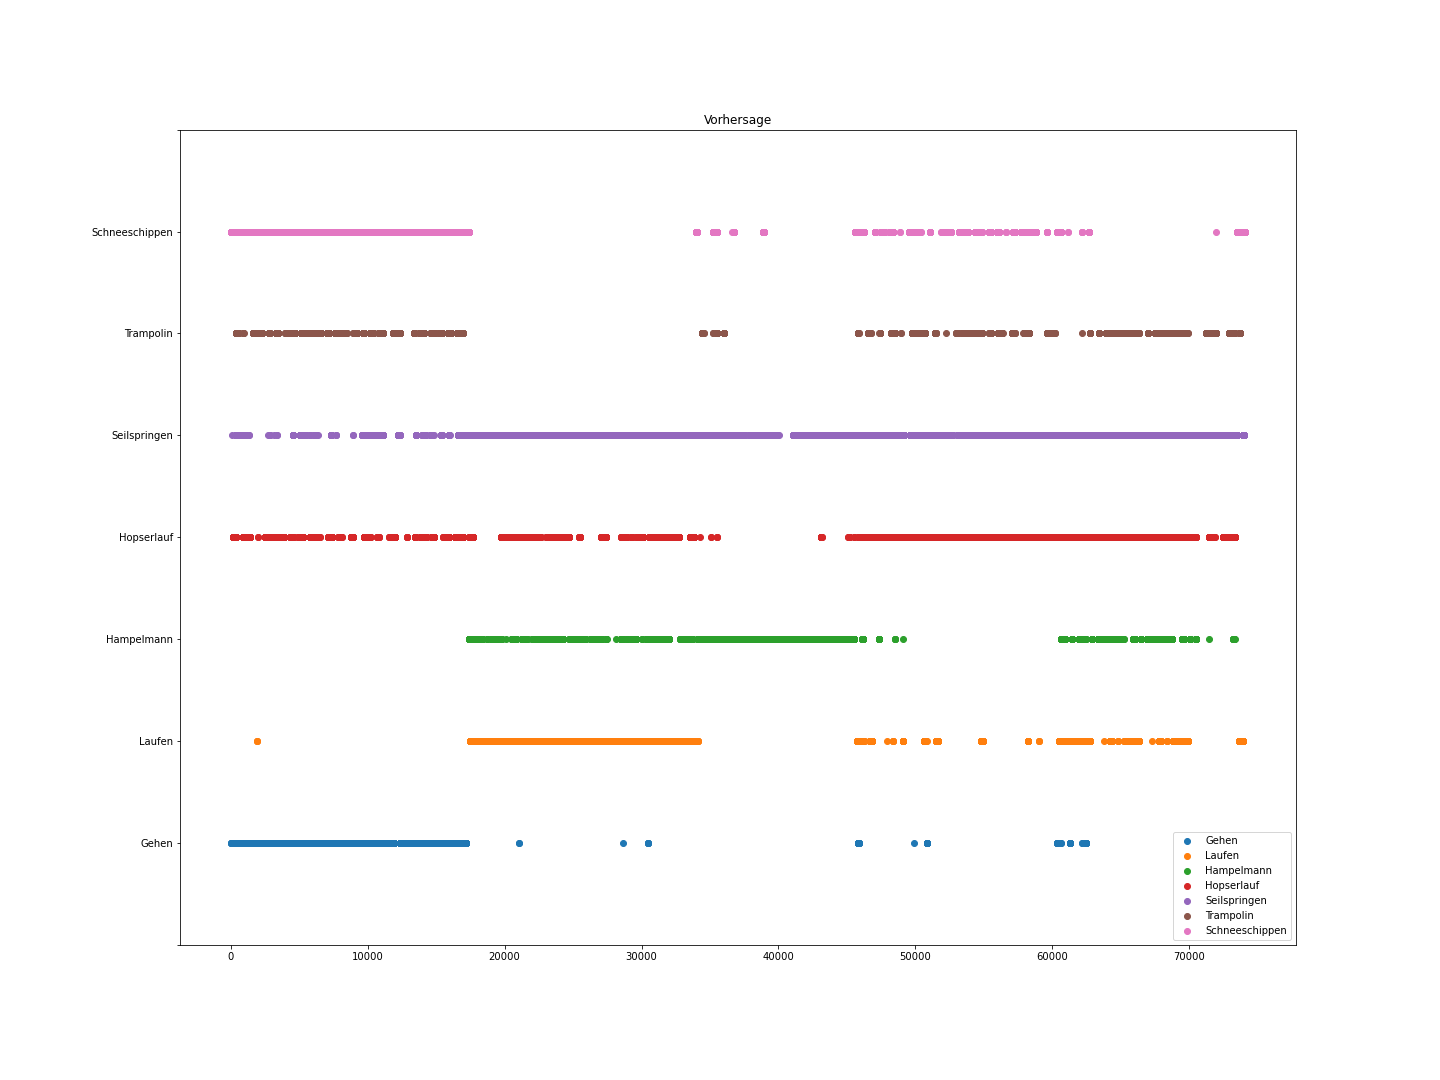 Vorhersage
Schneeschippen
Trampolin
Seilspringen
Hopserlauf
Hampelmann
Laufen
Gehen
0 10000 20000 30000 40000 50000 60000 70000
Gehen
Laufen
Hampelmann
Hopserlauf
Seilspringen
Trampolin
Schneeschippen